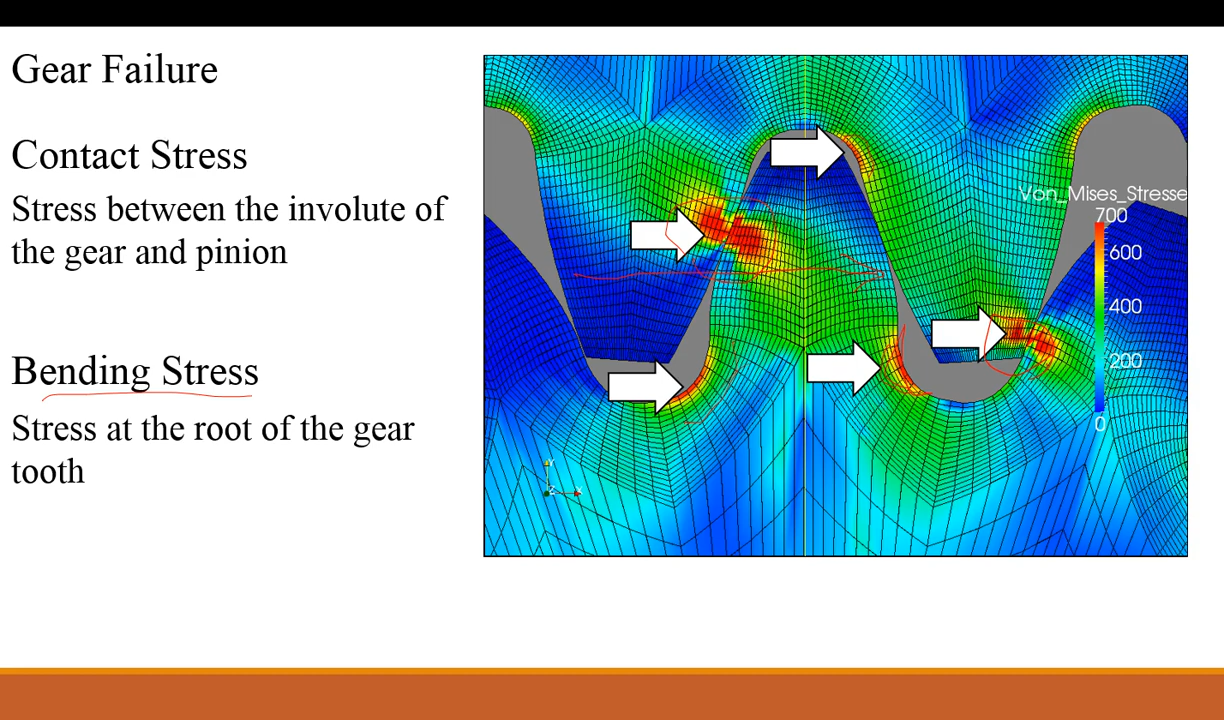 Gear Failure
Contact Stress
Stress between the involute of
the gear and pinion
Bending Stress
Stress at the root of the gear
tooth
Von_Mises_Stresse
700
600
400
200
0
Y
Z X